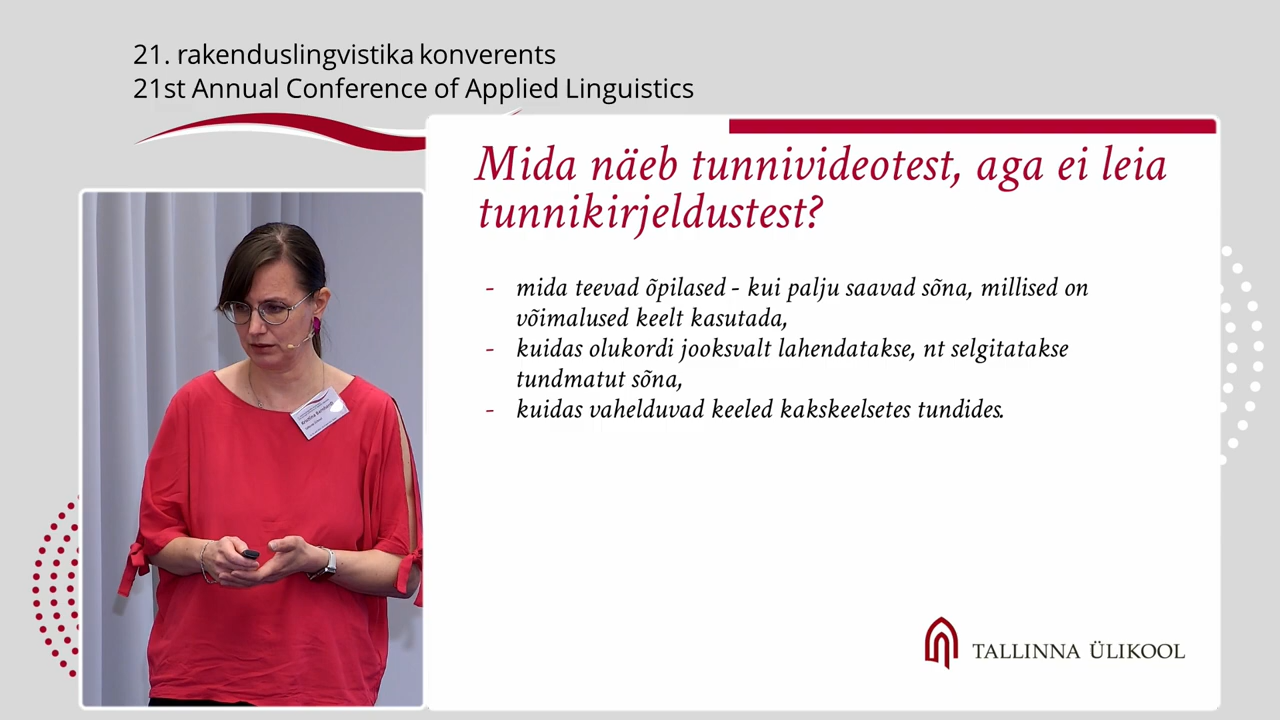 21. rakenduslingvistika konverents
21st Annual Conference of Applied Linguistics
Mida näeb tunnivideotest, aga ei leia
tunnikirjeldustest?
- mida teevad õpilased - kui palju saavad sõna, millised on
võimalused keelt kasutada,
- kuidas olukordi jooksvalt lahendatakse, nt selgitatakse
tundmatut sõna,
- kuidas vahelduvad keeled kakskeelsetes tundides.
TALLINNA ÜLIKOOL